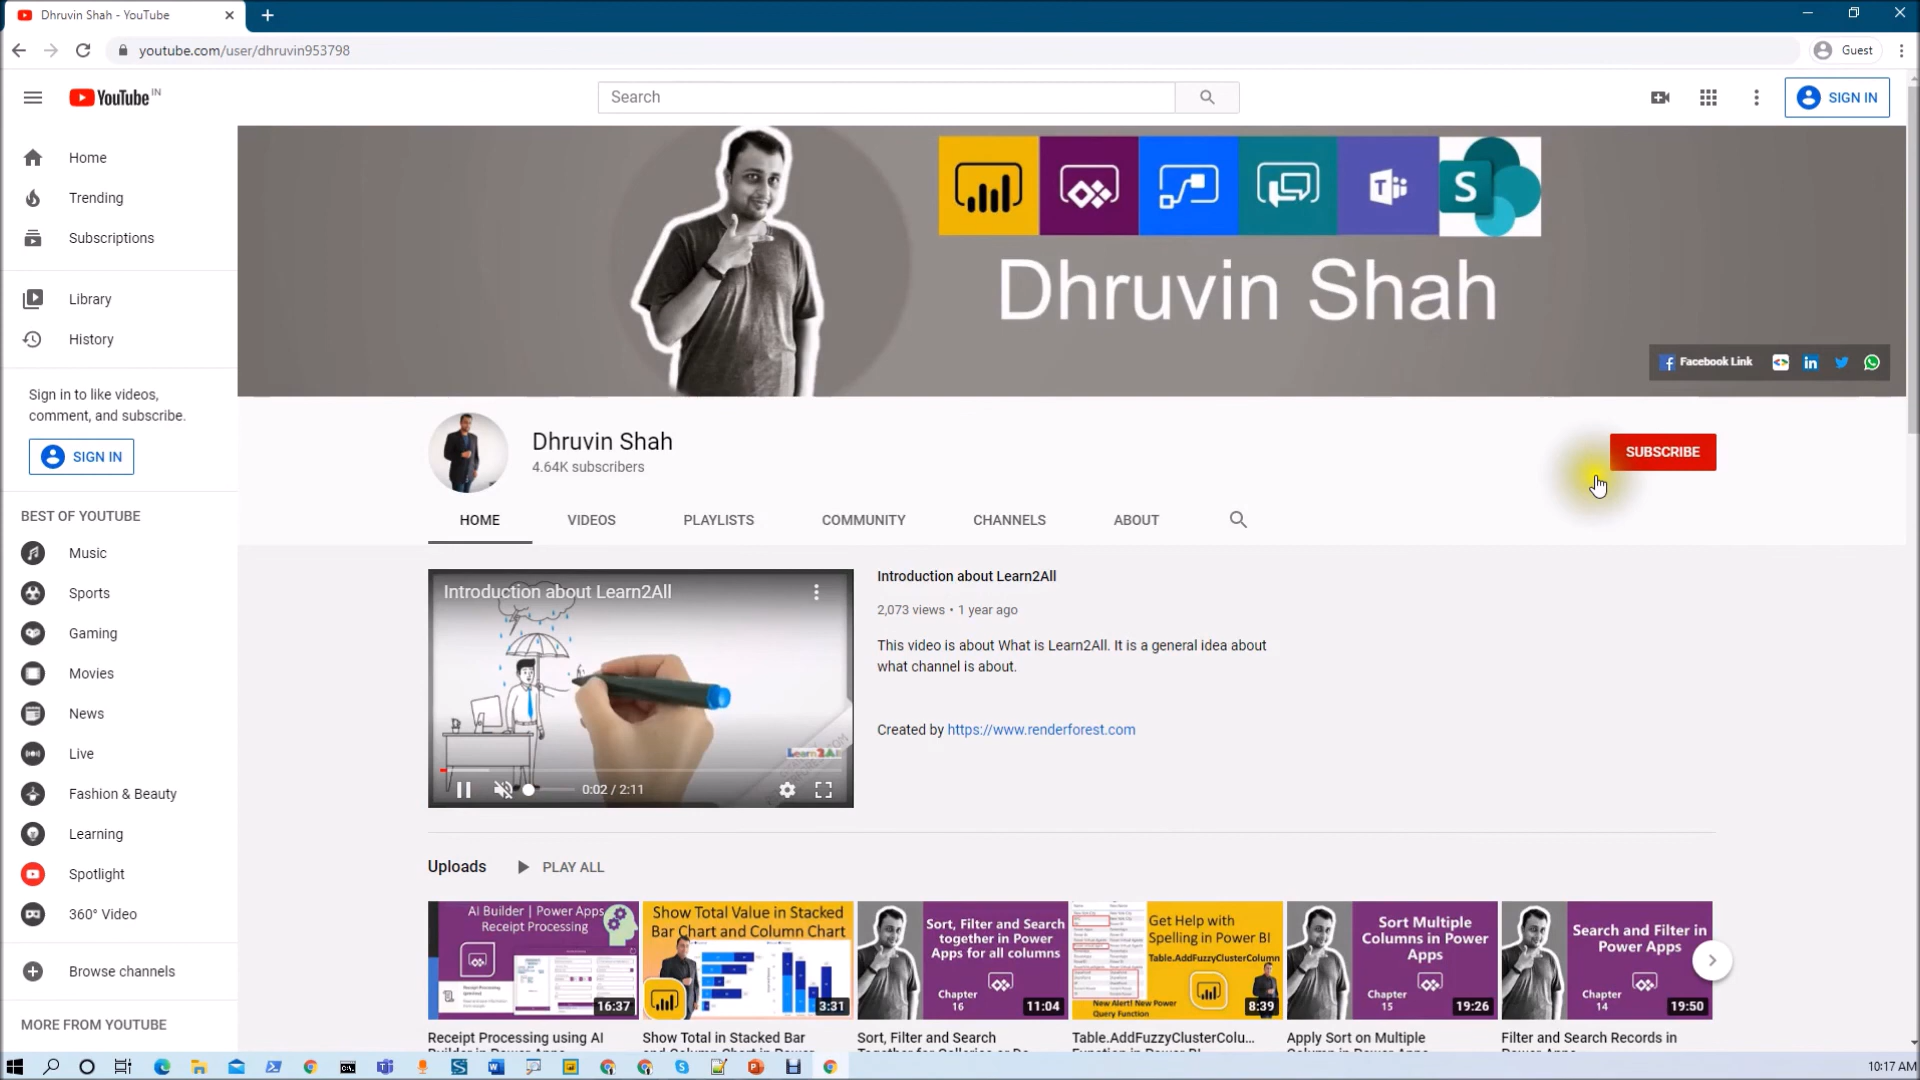 Dhruvin Shah - YouTube
youtube.com/user/dhruvin953798
Guest
YouTube IN
Search
SIGN IN
Home
Trending
Subscriptions
Library
History
Sign in to like videos,
comment, and subscribe.
SIGN IN
BEST OF YOUTUBE
Music
Sports
Gaming
Movies
News
Live
Fashion & Beauty
Learning
Spotlight
360° Video
Browse channels
MORE FROM YOUTUBE
Dhruvin Shah
Facebook Link
Dhruvin Shah
4.64K subscribers
SUBSCRIBE
HOME
VIDEOS
PLAYLISTS
COMMUNITY
CHANNELS
ABOUT
Introduction about Learn2All
0:02 / 2:11
Introduction about Learn2All
2,073 views • 1 year ago
This video is about What is Learn2All. It is a general idea about
what channel is about.
Created by https://www.renderforest.com
Uploads
PLAY ALL
AI Builder | Power Apps
Receipt Processing
16:37
Receipt Processing using AI
Show Total Value in Stacked
Bar Chart and Column Chart
3:31
Show Total in Stacked Bar
Sort, Filter and Search
together in Power
Apps for all columns
Chapter
16
11:04
Sort, Filter and Search
Get Help with
Spelling in Power BI
Table.AddFuzzyClusterColumn
New Alert! New Power
Query Function
8:39
Table.AddFuzzyClusterColu...
Sort Multiple
Columns in Power
Apps
Chapter
15
19:26
Apply Sort on Multiple
Search and Filter in
Power Apps
Chapter
14
19:50
Filter and Search Records in
10:17 AM